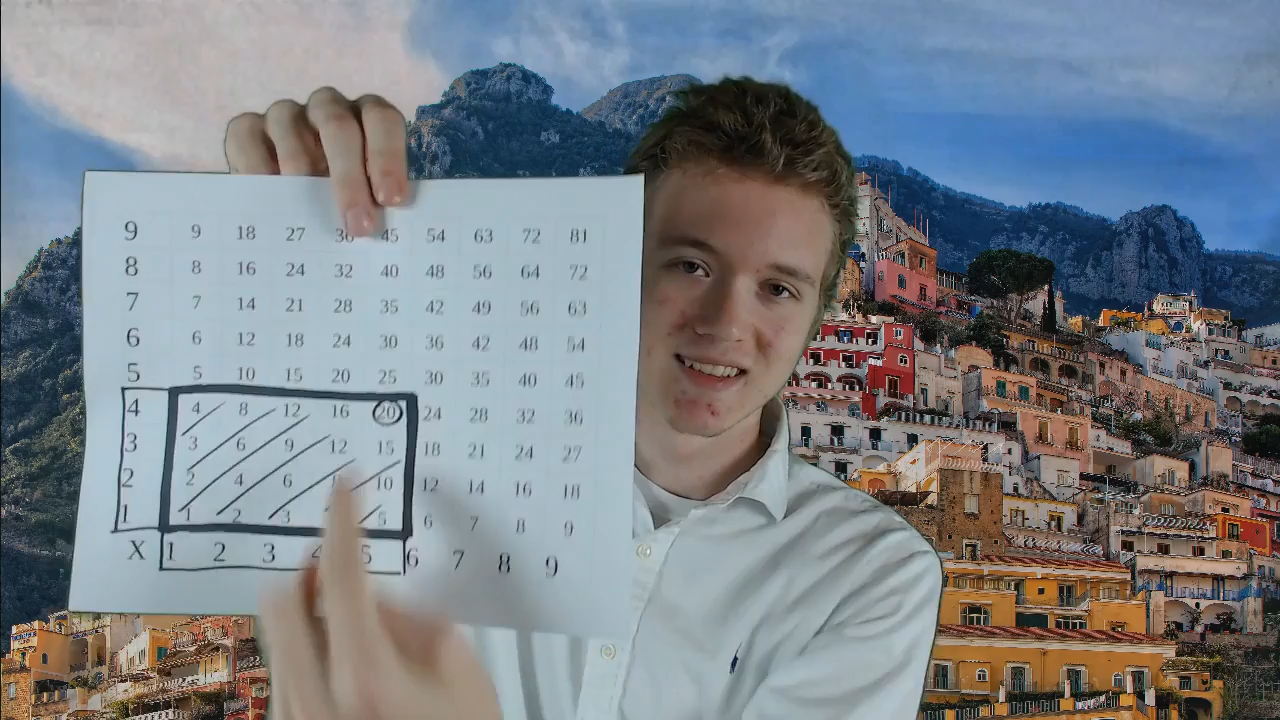 9 9 18 27 36 45 54 63 72 81
8 8 16 24 32 40 48 56 64 72
7 7 14 21 28 35 42 49 56 63
6 6 12 18 24 30 36 42 48 54
5 5 10 15 20 25 30 35 40 45
4 4 8 12 16 20 24 28 32 36
3 3 6 9 12 15 18 21 24 27
2 2 4 6 10 12 14 16 18
1 1 2 3 5 6 7 8 9
X 1 2 3 4 5 6 7 8 9